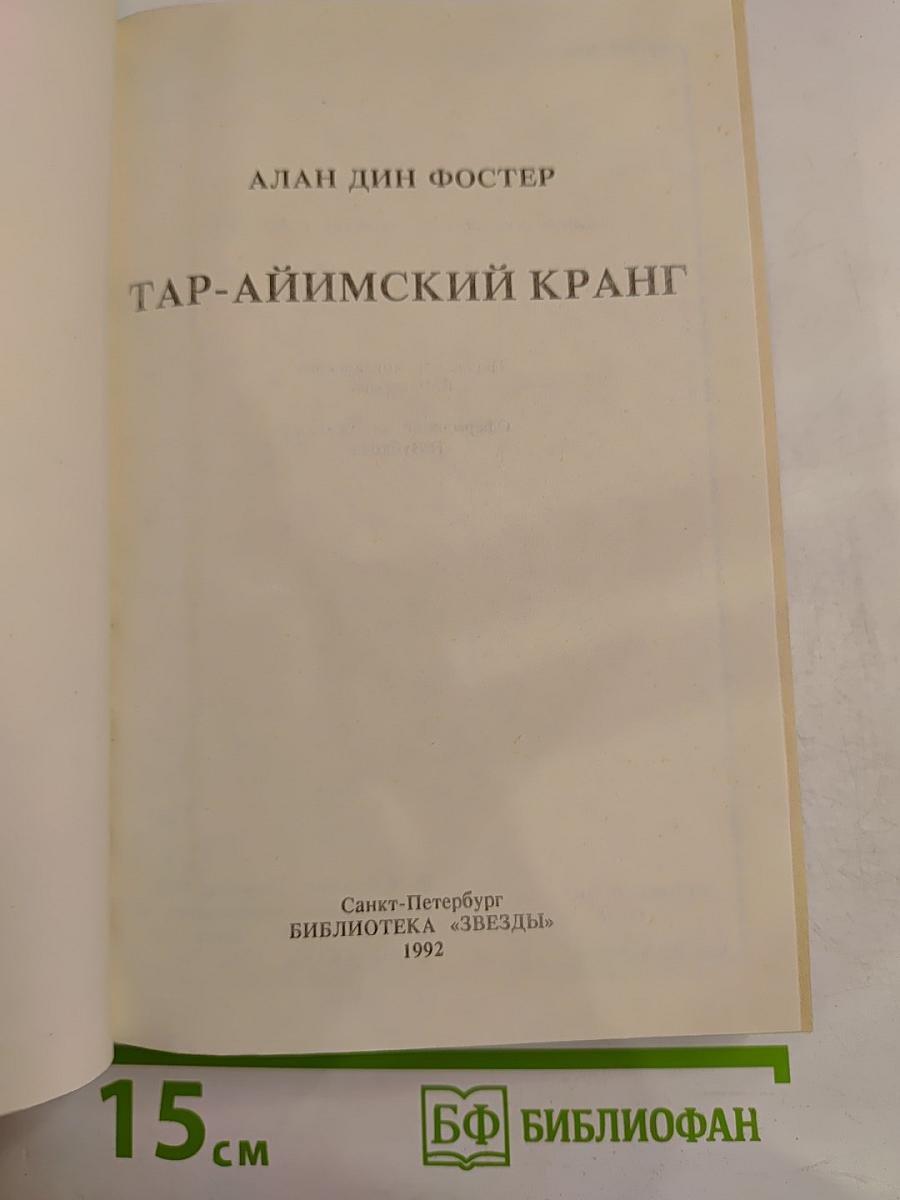 АЛАН ДИН ФОСТЕР
ТАР-АЙИМСКИЙ КРАНГ
Санкт-Петербург
БИБЛИОТЕКА «ЗВЕЗДЫ»
1992
15 см
БФ БИБЛИОФАН